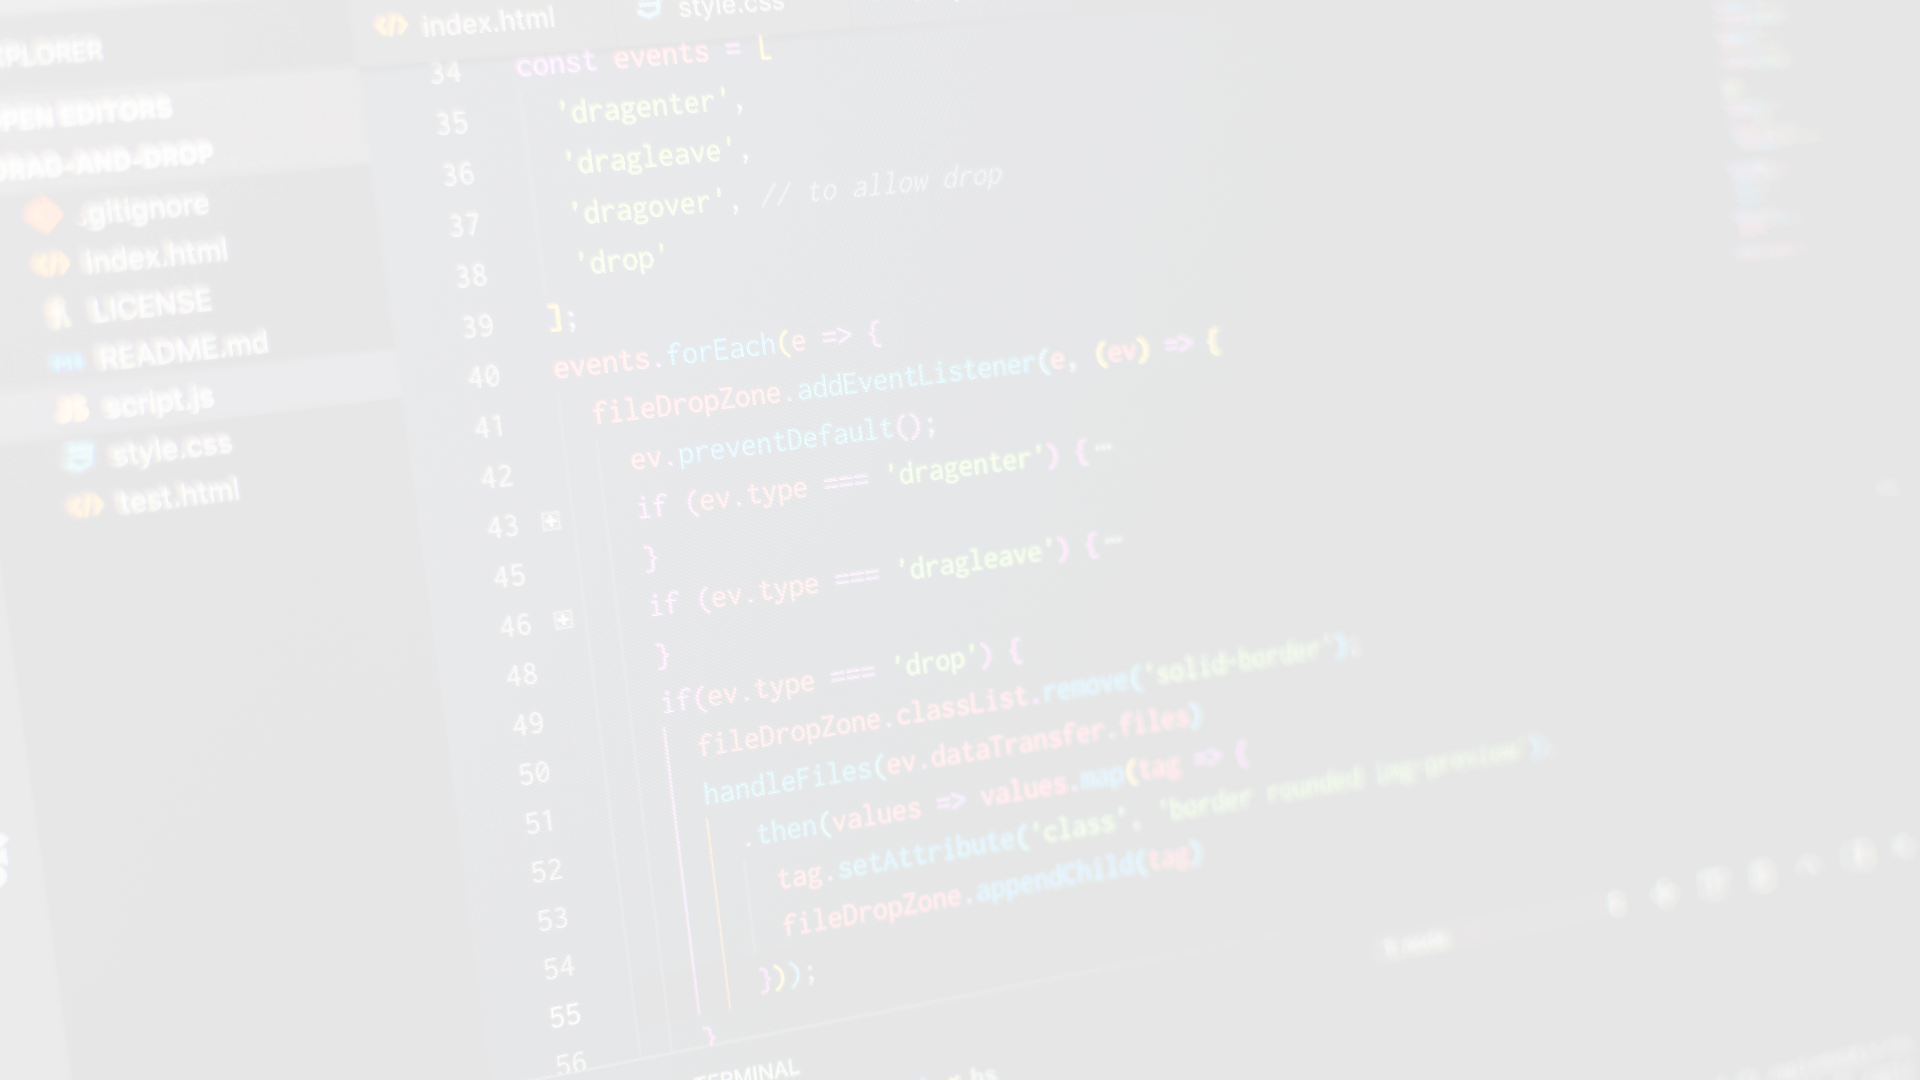 index.html
style.css
EXPLORER
OPEN EDITORS
DRAG-AND-DROP
.gitignore
index.html
LICENSE
README.md
script.js
style.css
test.html
34 const events = [
35 'dragenter',
36 'dragleave',
37 'dragover', // to allow drop
38 'drop'
39 ];
40 events.forEach(e => {
41 fileDropZone.addEventListener(e, (ev) => {
42 ev.preventDefault();
43 if (ev.type === 'dragenter') {
45 }
46 if (ev.type === 'dragleave') {
48 }
49 if(ev.type === 'drop') {
50 fileDropZone.classList.remove('solid-border');
51 handleFiles(ev.dataTransfer.files)
52 .then(values => values.map(tag => {
53 tag.setAttribute('class', 'border rounded img-preview');
54 fileDropZone.appendChild(tag)
55 }));
56 }
TERMINAL